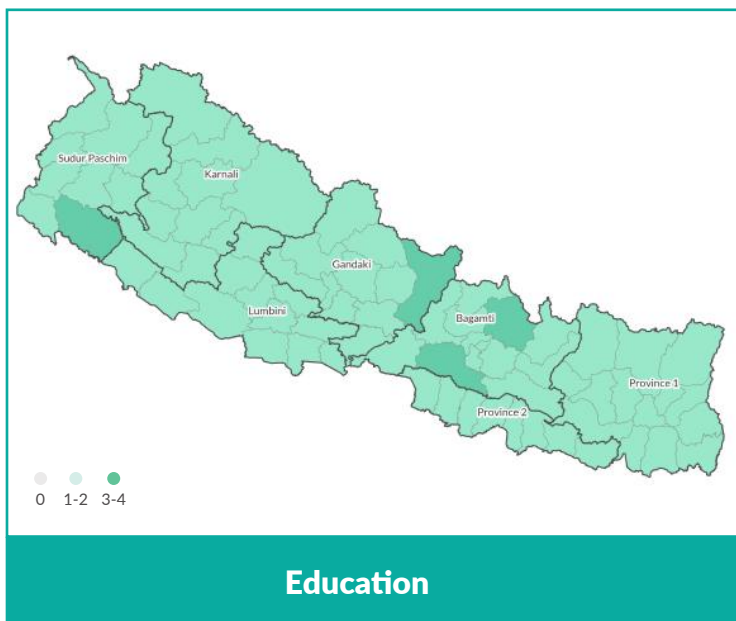 Sudur Paschim
Karnali
Gandaki
Lumbini
Bagamti
Province 1
Province 2
0 1-2 3-4
Education